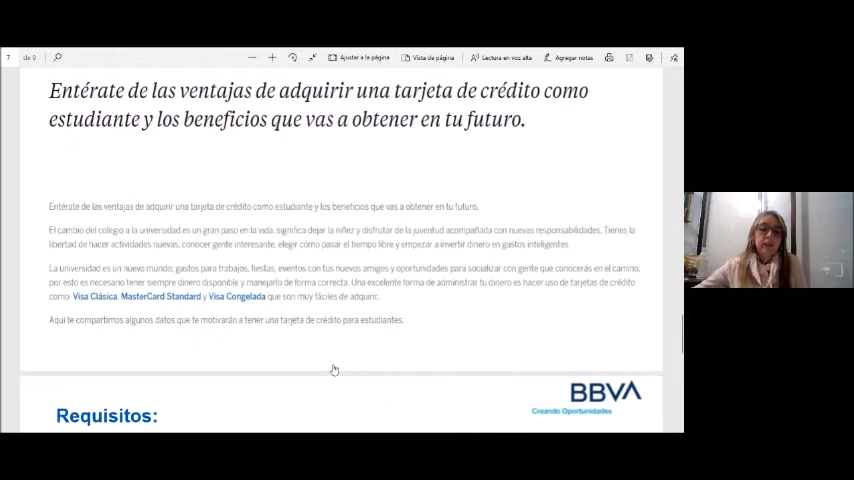 7 de 9 Ajustar a la página Vista de página Lectura en voz alta Agregar notas
Entérate de las ventajas de adquirir una tarjeta de crédito como
estudiante y los beneficios que vas a obtener en tu futuro.
Entérate de las ventajas de adquirir una tarjeta de crédito como estudiante y los beneficios que vas a obtener en tu futuro.
El cambio del colegio a la universidad es un gran paso en la vida, significa dejar la niñez y disfrutar de la juventud acompañada con nuevas responsabilidades. Tienes la
libertad de hacer actividades nuevas, conocer gente interesante, elegir cómo pasar el tiempo libre y empezar a invertir dinero en gastos inteligentes.
La universidad es un nuevo mundo; gastos para trabajos, fiestas, eventos con tus nuevos amigos y oportunidades para socializar con gente que conocerás en el camino,
por esto es necesario tener siempre dinero disponible y manejarlo de forma correcta. Una excelente forma de administrar tu dinero es hacer uso de tarjetas de crédito
como Visa Clásica, MasterCard Standard y Visa Congelada que son muy fáciles de adquirir.
Aquí te compartimos algunos datos que te motivarán a tener una tarjeta de crédito para estudiantes.
BBVA
Creando Oportunidades
Requisitos: